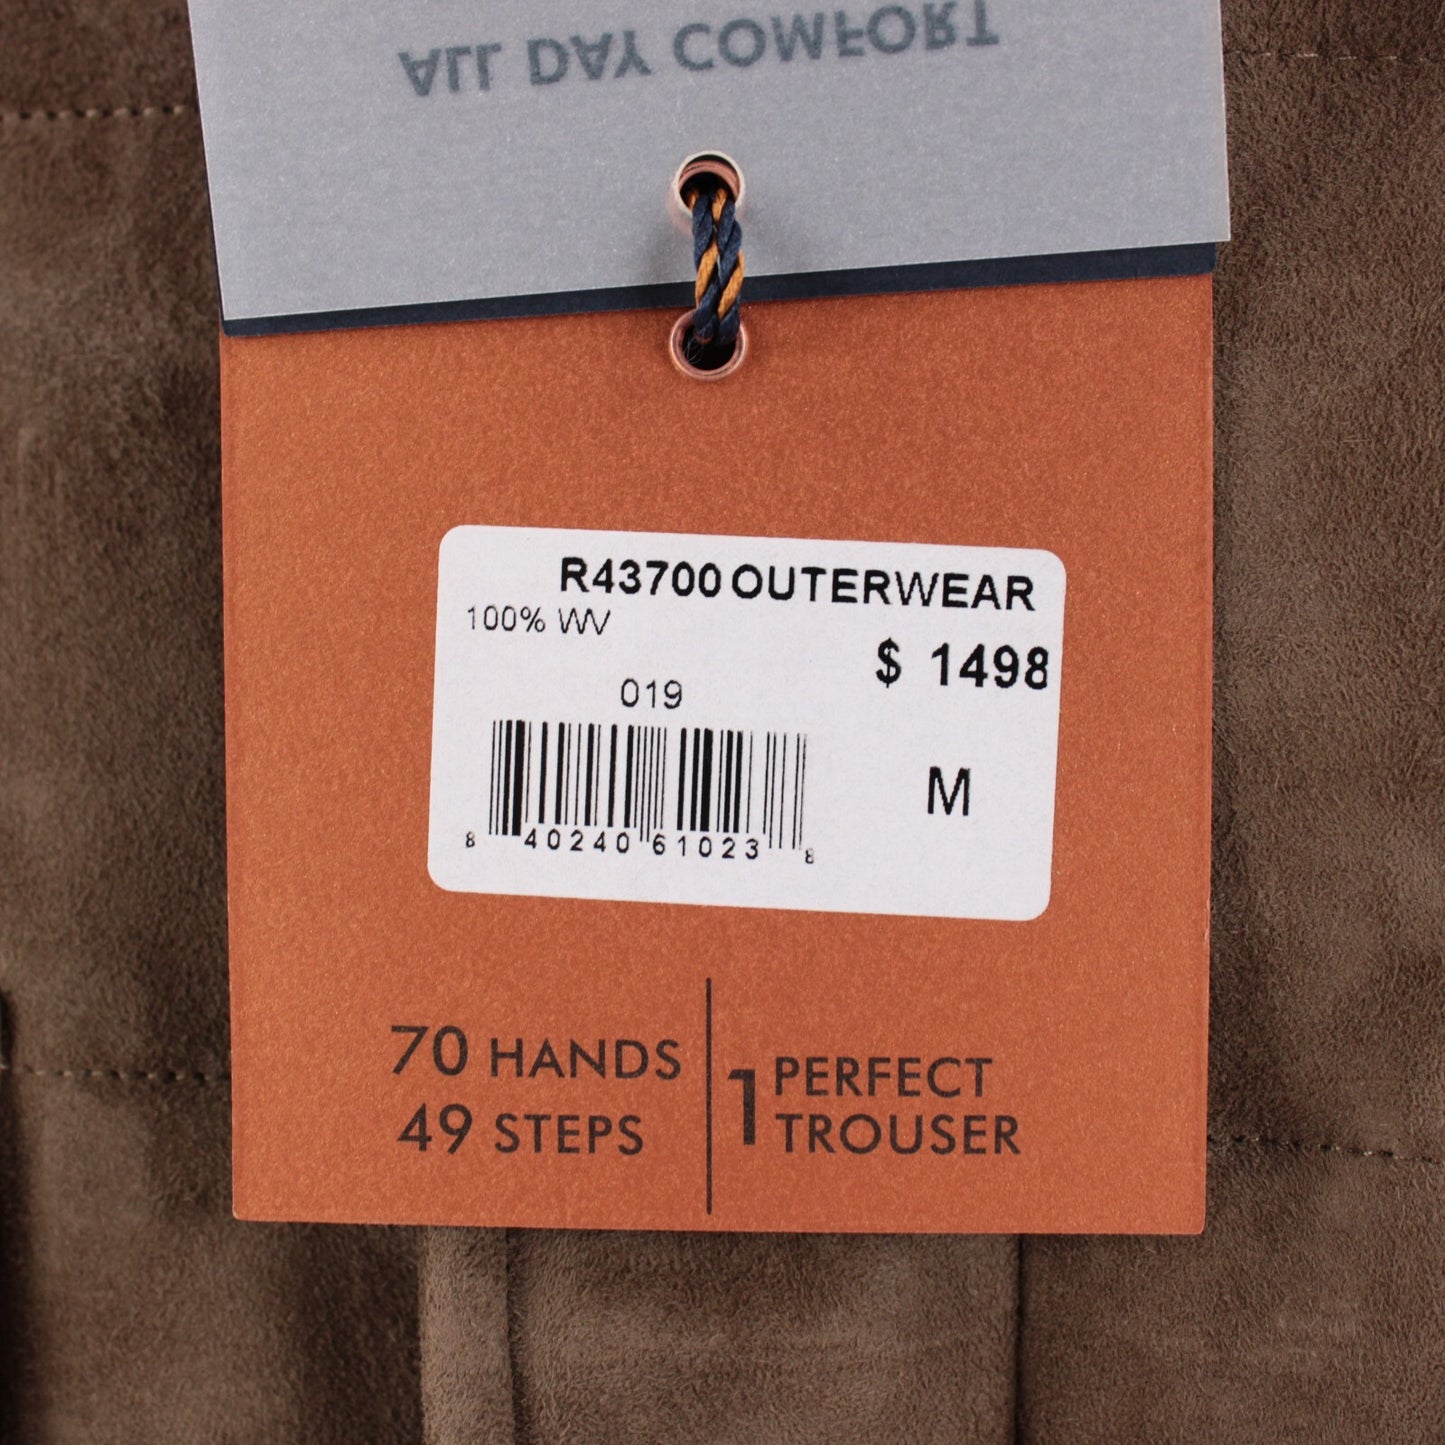 ALL DAY COMFORT
R43700 OUTERWEAR
100% WV
$ 1498
019
M
8 40240 61023 8
70 HANDS
49 STEPS
1 PERFECT
TROUSER